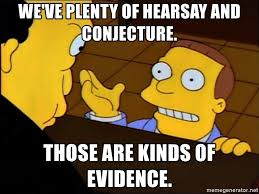 WE'VE PLENTY OF HEARSAY AND
CONJECTURE.
THOSE ARE KINDS OF
EVIDENCE.
memegenerator.net